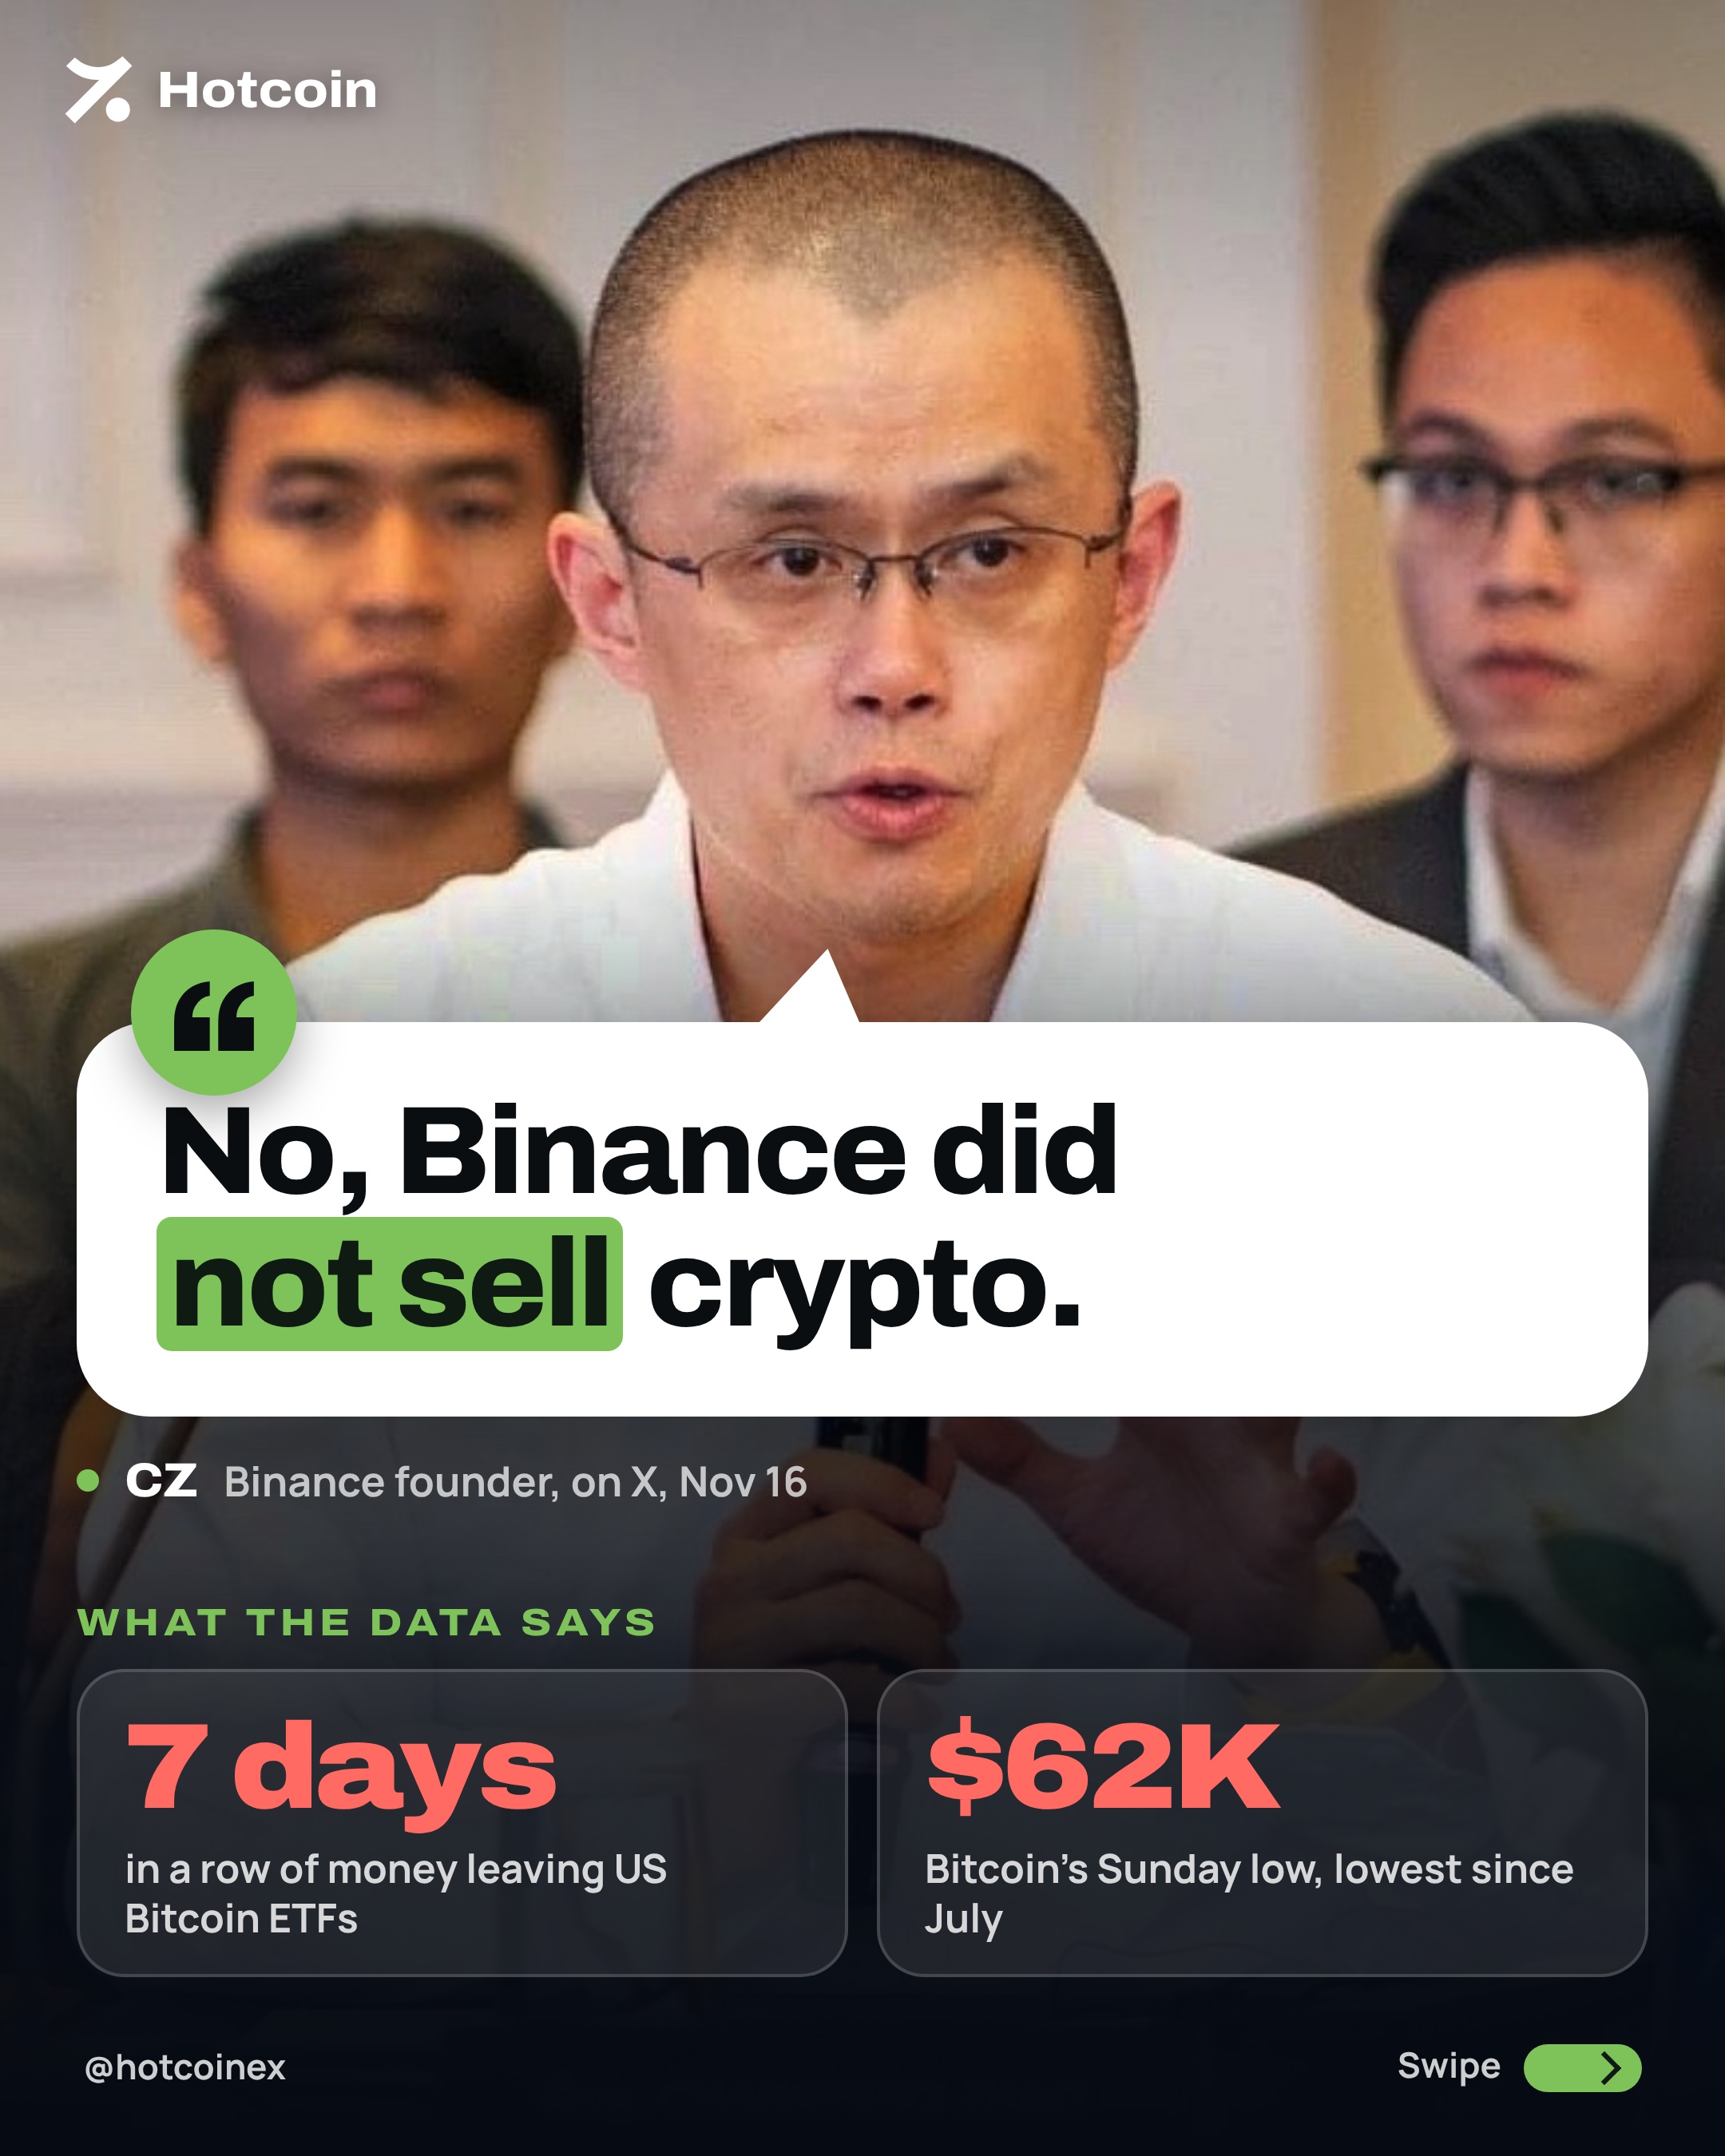 Hotcoin
“
No, Binance did
not sell crypto.
CZ Binance founder, on X, Nov 16
WHAT THE DATA SAYS
7 days
in a row of money leaving US
Bitcoin ETFs
$62K
Bitcoin’s Sunday low, lowest since
July
@hotcoinex
Swipe